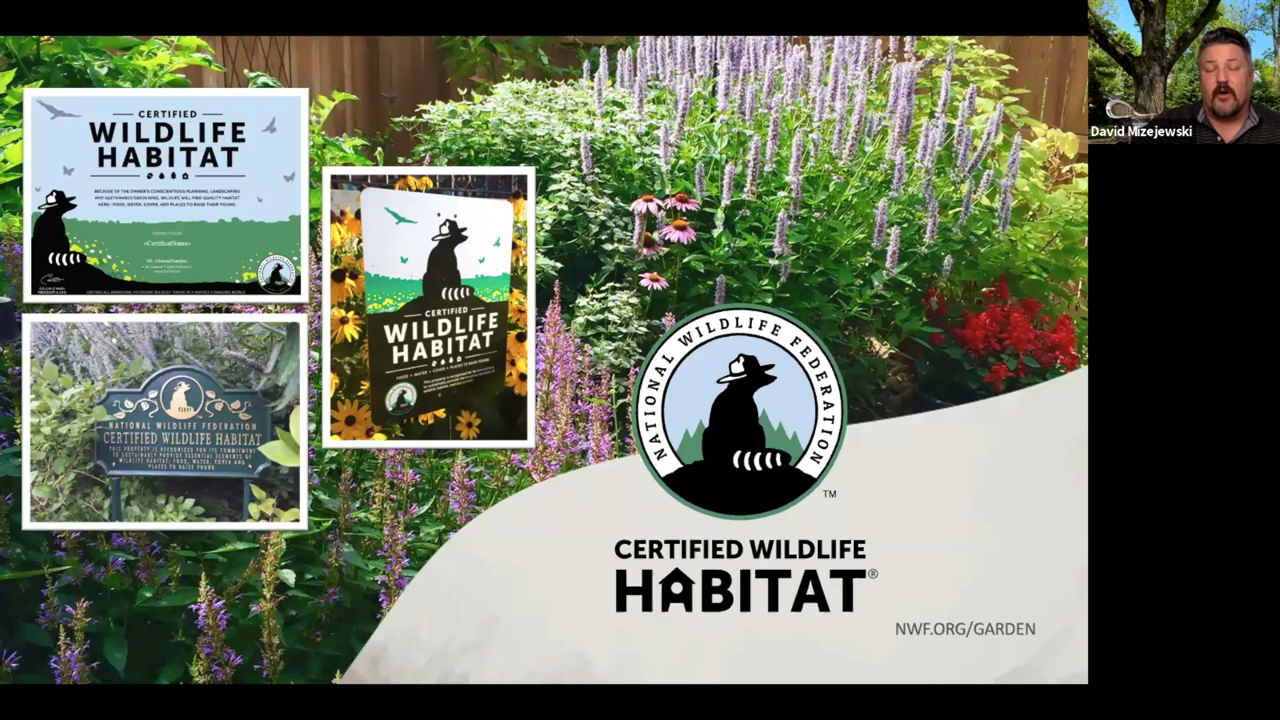 CERTIFIED
WILDLIFE
HABITAT
BECAUSE OF THE OWNER'S CONSCIENTIOUS PLANNING, LANDSCAPING
AND SUSTAINABLE GARDENING, WILDLIFE WILL FIND QUALITY HABITAT
HERE - FOOD, WATER, COVER, AND PLACES TO RAISE THEIR YOUNG.
«CertificateName»
NATIONAL WILDLIFE FEDERATION
CERTIFIED WILDLIFE HABITAT
THIS PROPERTY IS RECOGNIZED FOR ITS COMMITMENT
TO SUSTAINABLY PROVIDE ESSENTIAL ELEMENTS OF
WILDLIFE HABITAT: FOOD, WATER, COVER AND
PLACES TO RAISE YOUNG
CERTIFIED
WILDLIFE
HABITAT
FOOD • WATER • COVER • PLACES TO RAISE YOUNG
NATIONAL WILDLIFE FEDERATION
TM
CERTIFIED WILDLIFE
HABITAT®
NWF.ORG/GARDEN
David Mizejewski